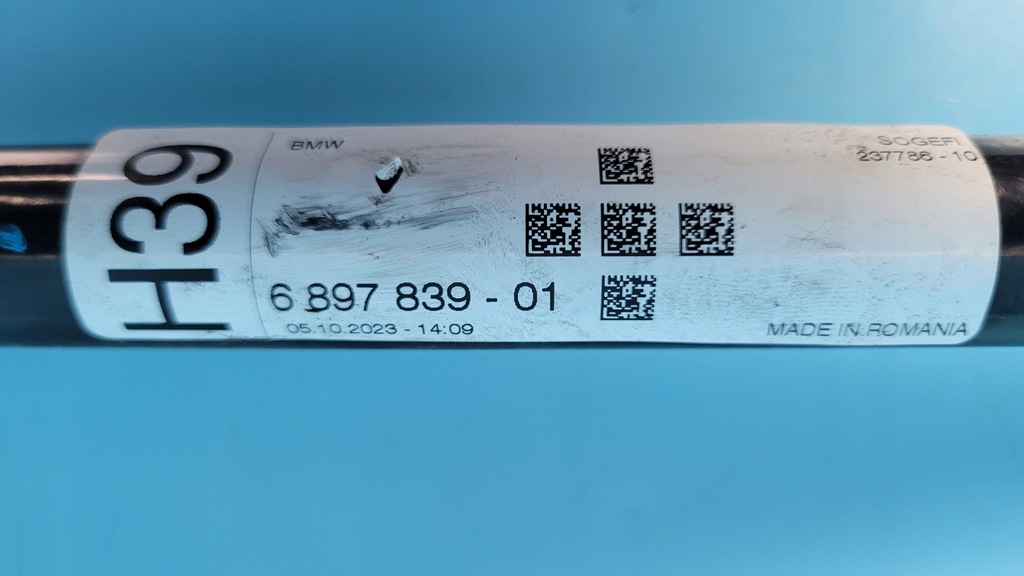 H39
BMW
SOGEFI
237786 - 10
6 897 839 - 01
05.10.2023 - 14:09
MADE IN ROMANIA